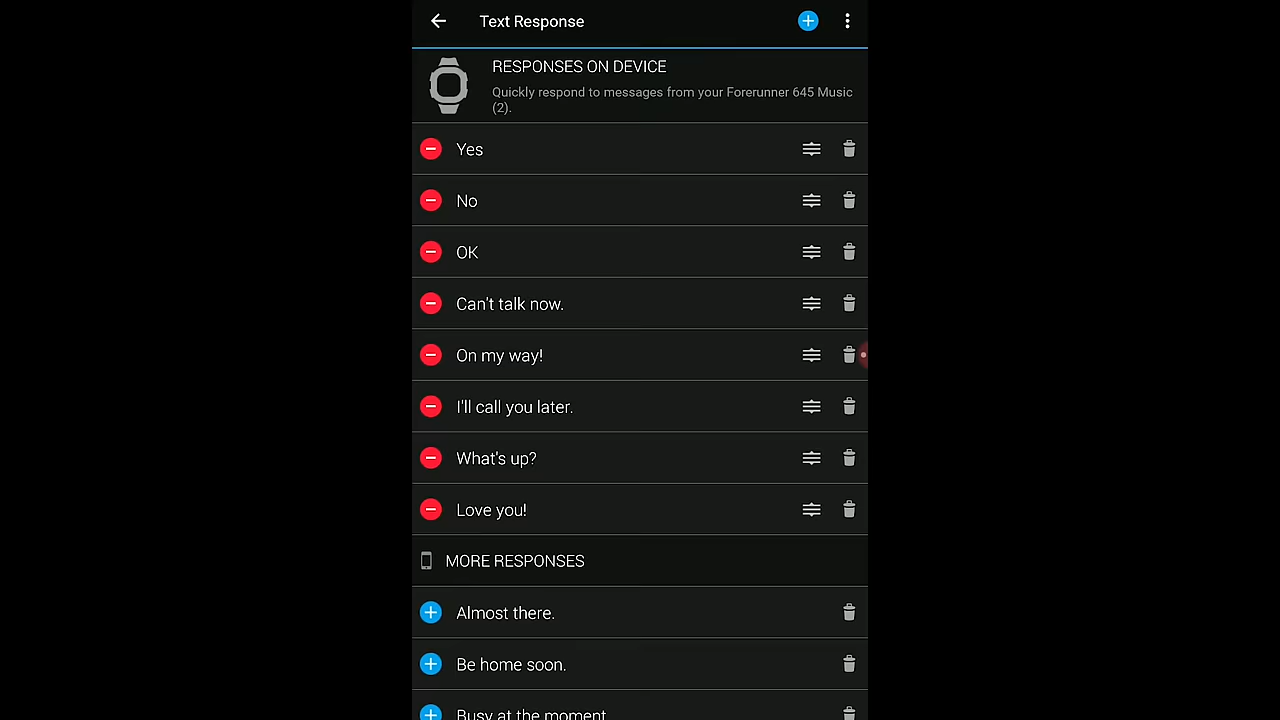 Text Response
RESPONSES ON DEVICE
Quickly respond to messages from your Forerunner 645 Music
(2).
Yes
No
OK
Can't talk now.
On my way!
I'll call you later.
What's up?
Love you!
MORE RESPONSES
Almost there.
Be home soon.
Busy at the moment